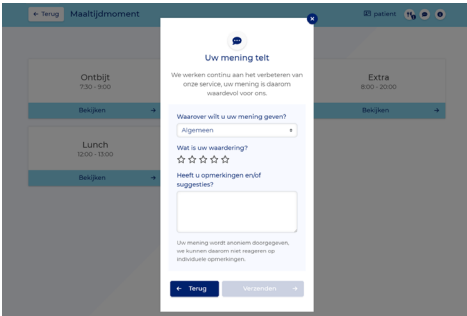 Terug
Maaltijdmoment
patient
Uw mening telt
We werken continu aan het verbeteren van
onze service, uw mening is daarom
waardevol voor ons.
Ontbijt
7:30 - 9:00
Bekijken
Extra
8:00 - 20:00
Bekijken
Lunch
12:00 - 13:00
Bekijken
Waarover wilt u uw mening geven?
Algemeen
Wat is uw waardering?
Heeft u opmerkingen en/of
suggesties?
Uw mening wordt anoniem doorgegeven,
we kunnen daarom niet reageren op
individuele opmerkingen.
Terug
Verzenden